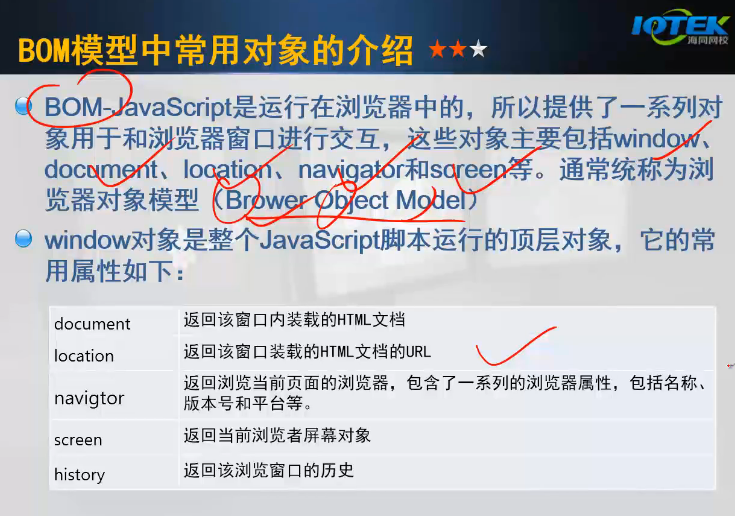 BOM模型中常用对象的介绍
IOTEK
海同网校
BOM-JavaScript是运行在浏览器中的，所以提供了一系列对
象用于和浏览器窗口进行交互，这些对象主要包括window、
document、location、navigator和screen等。通常统称为浏
览器对象模型（Brower Object Model）
window对象是整个JavaScript脚本运行的顶层对象，它的常
用属性如下：
document 返回该窗口内装载的HTML文档
location 返回该窗口装载的HTML文档的URL
navigtor 返回浏览当前页面的浏览器，包含了一系列的浏览器属性，包括名称、
版本号和平台等。
screen 返回当前浏览者屏幕对象
history 返回该浏览窗口的历史